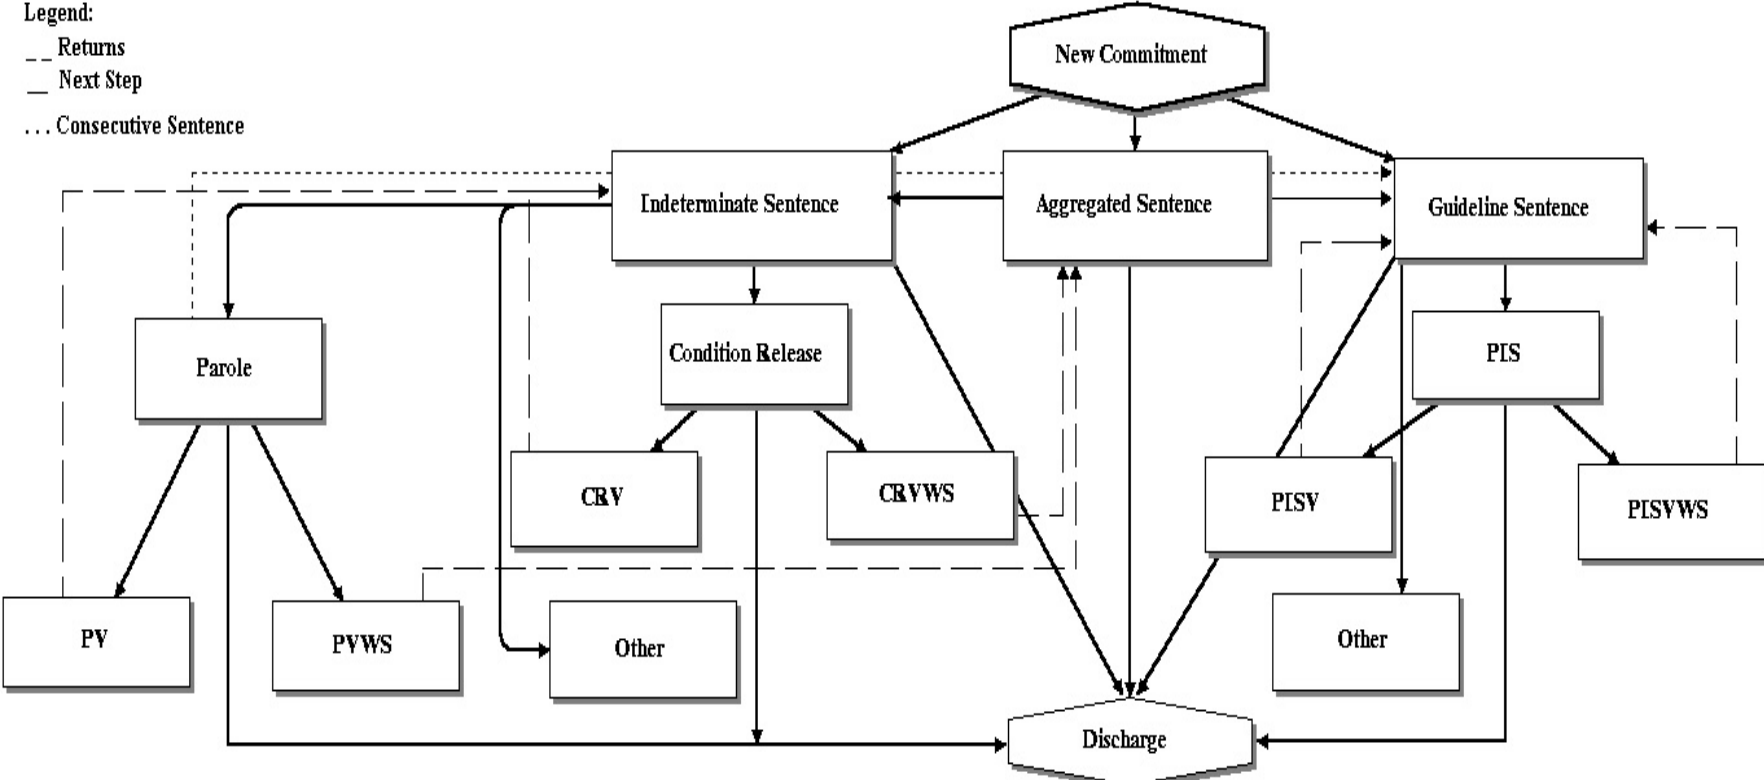 Legend:
_ _ Returns
__ Next Step
. . . Consecutive Sentence
New Commitment
Indeterminate Sentence
Aggregated Sentence
Guideline Sentence
Parole
Condition Release
PIS
CRV
CRVWS
PISV
PISVWS
PV
PVWS
Other
Other
Discharge